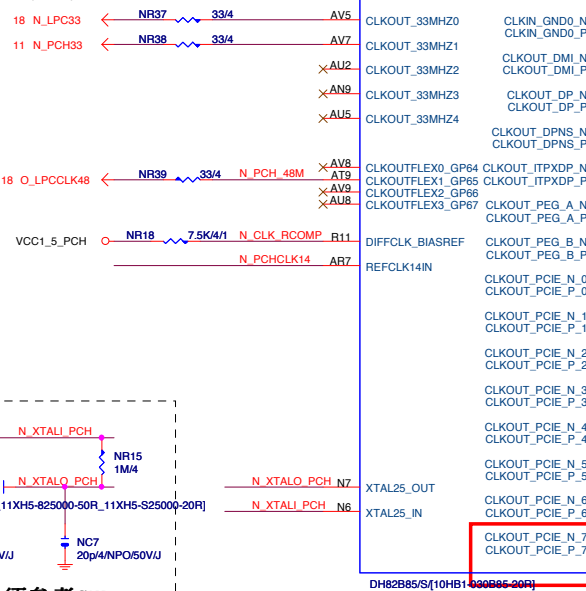 18 N_LPC33 NR37 33/4 AV5 CLKOUT_33MHZ0 CLKIN_GND0_N
CLKIN_GND0_P
11 N_PCH33 NR38 33/4 AV7 CLKOUT_33MHZ1
CLKOUT_DMI_N
AU2 CLKOUT_33MHZ2 CLKOUT_DMI_P
AN9 CLKOUT_33MHZ3 CLKOUT_DP_N
CLKOUT_DP_P
AU5 CLKOUT_33MHZ4
CLKOUT_DPNS_N
CLKOUT_DPNS_P
AV8 CLKOUTFLEX0_GP64 CLKOUT_ITPXDP_N
18 O_LPCCLK48 NR39 33/4 N_PCH_48M AT9 CLKOUTFLEX1_GP65 CLKOUT_ITPXDP_P
AV9 CLKOUTFLEX2_GP66
AU8 CLKOUTFLEX3_GP67 CLKOUT_PEG_A_N
CLKOUT_PEG_A_P
VCC1_5_PCH NR18 7.5K/4/1 N_CLK_RCOMP R11 DIFFCLK_BIASREF CLKOUT_PEG_B_N
CLKOUT_PEG_B_P
N_PCHCLK14 AR7 REFCLK14IN
CLKOUT_PCIE_N_0
CLKOUT_PCIE_P_0
CLKOUT_PCIE_N_1
CLKOUT_PCIE_P_1
CLKOUT_PCIE_N_2
CLKOUT_PCIE_P_2
CLKOUT_PCIE_N_3
CLKOUT_PCIE_P_3
CLKOUT_PCIE_N_4
CLKOUT_PCIE_P_4
N_XTALI_PCH
NR15
1M/4
CLKOUT_PCIE_N_5
CLKOUT_PCIE_P_5
N_XTALO_PCH N_XTALO_PCH N7 XTAL25_OUT
CLKOUT_PCIE_N_6
11XH5-825000-50R_11XH5-S25000-20R] N_XTALI_PCH N6 XTAL25_IN CLKOUT_PCIE_P_6
CLKOUT_PCIE_N_7
NC7 CLKOUT_PCIE_P_7
V/J 20p/4/NPO/50V/J
DH82B85/S/[10HB1-030B85-20R]